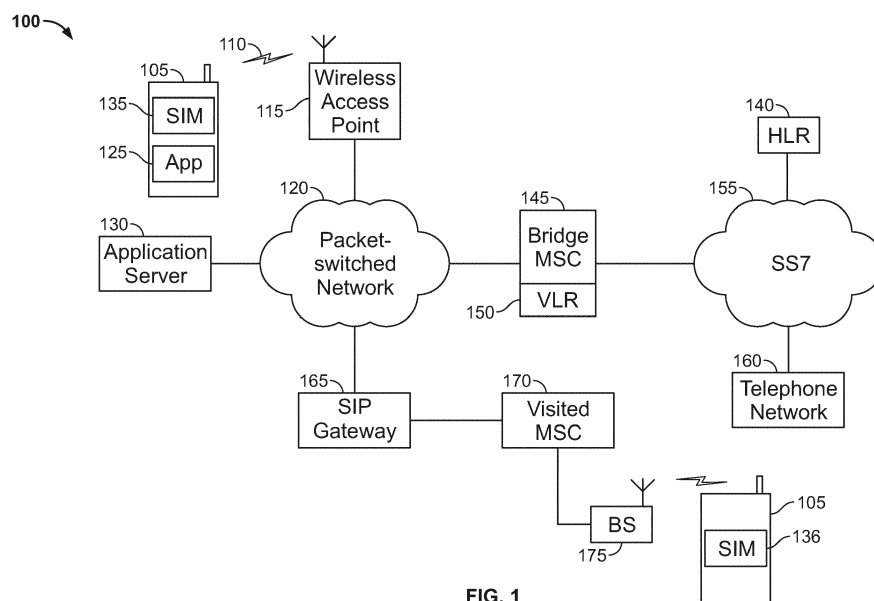 100
110
105
135
SIM
125
App
115
Wireless
Access
Point
140
HLR
120
Packet-
switched
Network
130
Application
Server
145
Bridge
MSC
150
VLR
155
SS7
160
Telephone
Network
165
SIP
Gateway
170
Visited
MSC
BS
175
105
SIM
136
FIG. 1